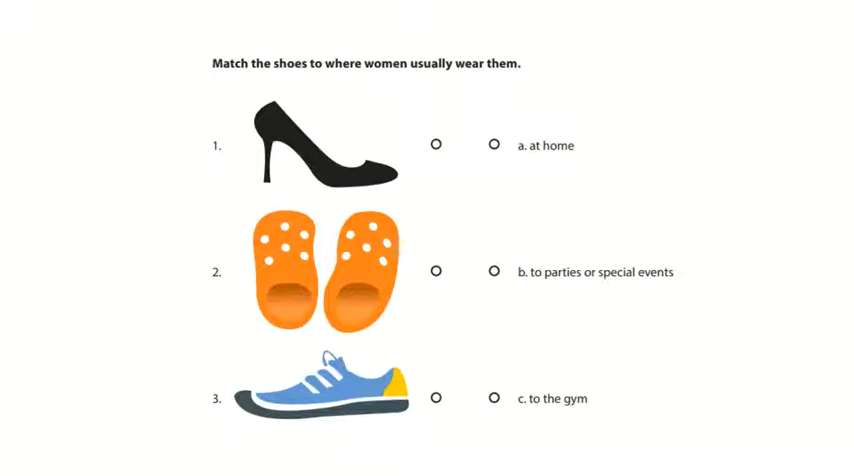 Match the shoes to where women usually wear them.
1. a. at home
2. b. to parties or special events
3. c. to the gym